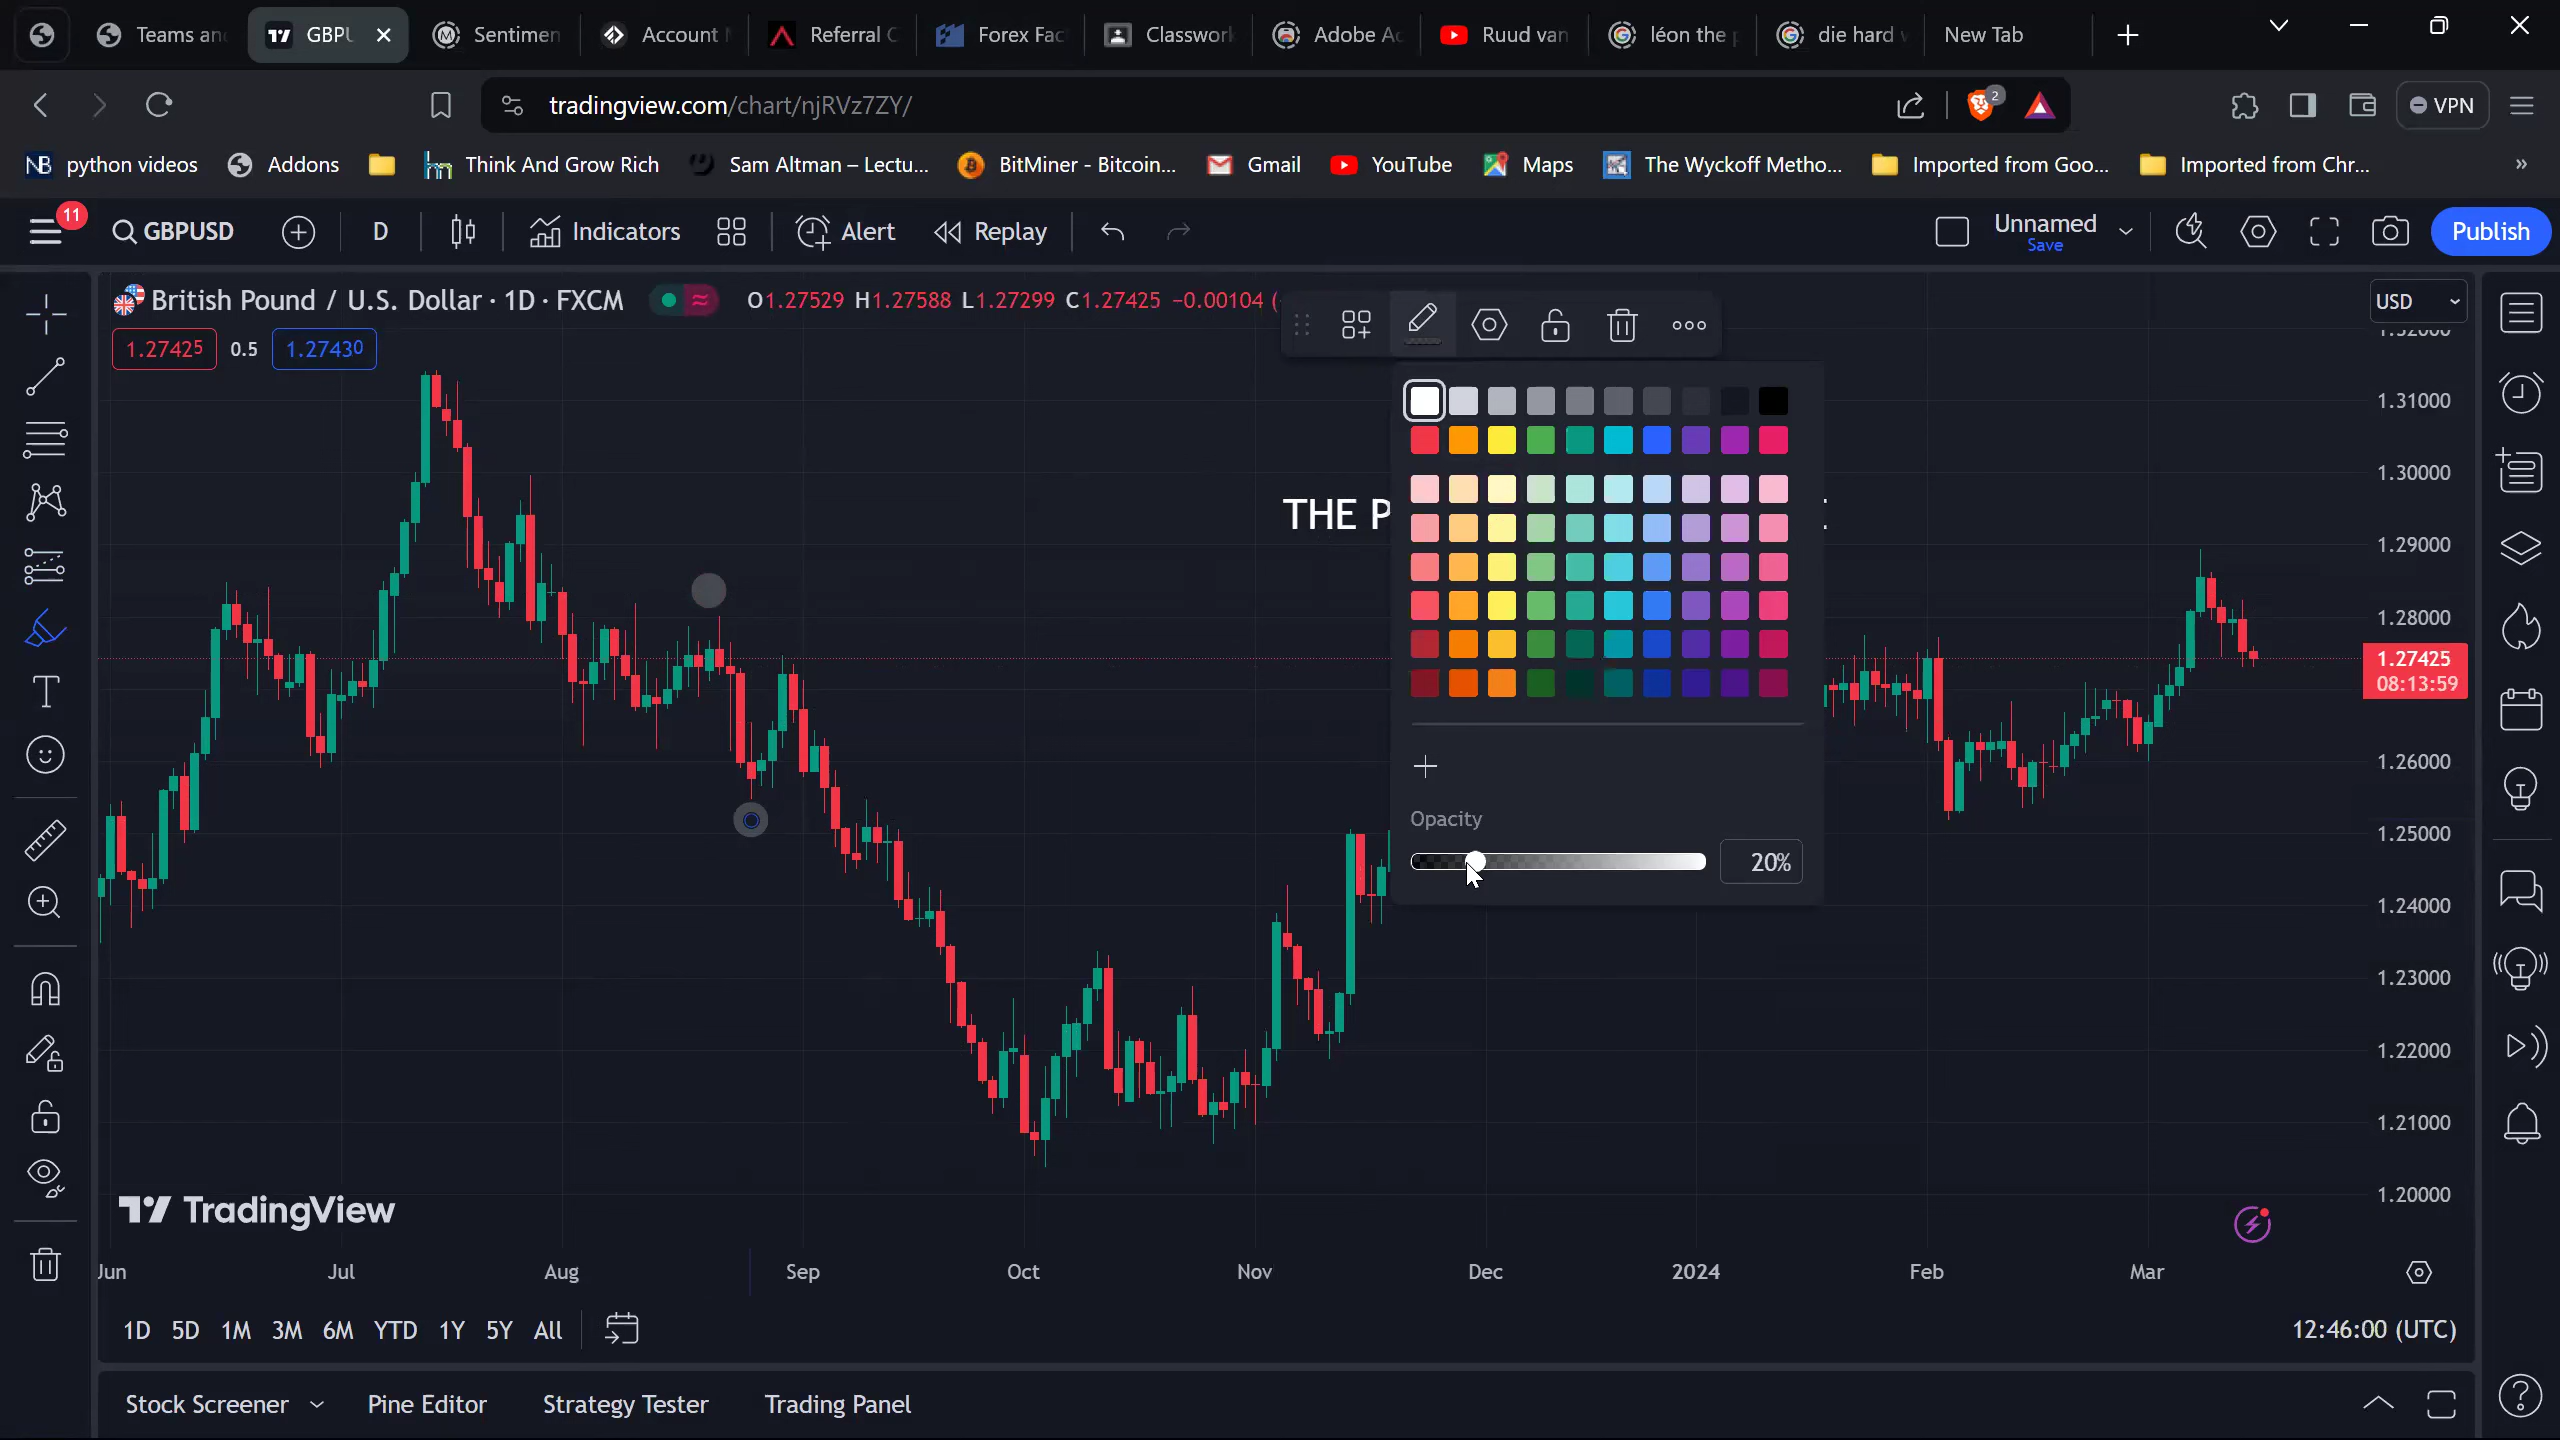 Teams an
GBPU
Sentimen
Account
Referral C
Forex Fac
Classwork
Adobe Ac
Ruud van
léon the p
die hard
New Tab
tradingview.com/chart/njRVz7ZY/
2
VPN
NB python videos
Addons
Think And Grow Rich
Sam Altman – Lectu...
BitMiner - Bitcoin...
Gmail
YouTube
Maps
The Wyckoff Metho...
Imported from Goo...
Imported from Chr...
»
11
GBPUSD
D
Indicators
Alert
Replay
Unnamed
Save
Publish
British Pound / U.S. Dollar · 1D · FXCM
O1.27529 H1.27588 L1.27299 C1.27425 −0.00104 (
USD
1.27425 0.5 1.27430
1.32000
1.31000
1.30000
THE P
1.29000
1.28000
1.27425
08:13:59
1.26000
Opacity
1.25000
20%
1.24000
1.23000
1.22000
1.21000
1.20000
TradingView
Jun Jul Aug Sep Oct Nov Dec 2024 Feb Mar
1D 5D 1M 3M 6M YTD 1Y 5Y All
12:46:00 (UTC)
Stock Screener Pine Editor Strategy Tester Trading Panel